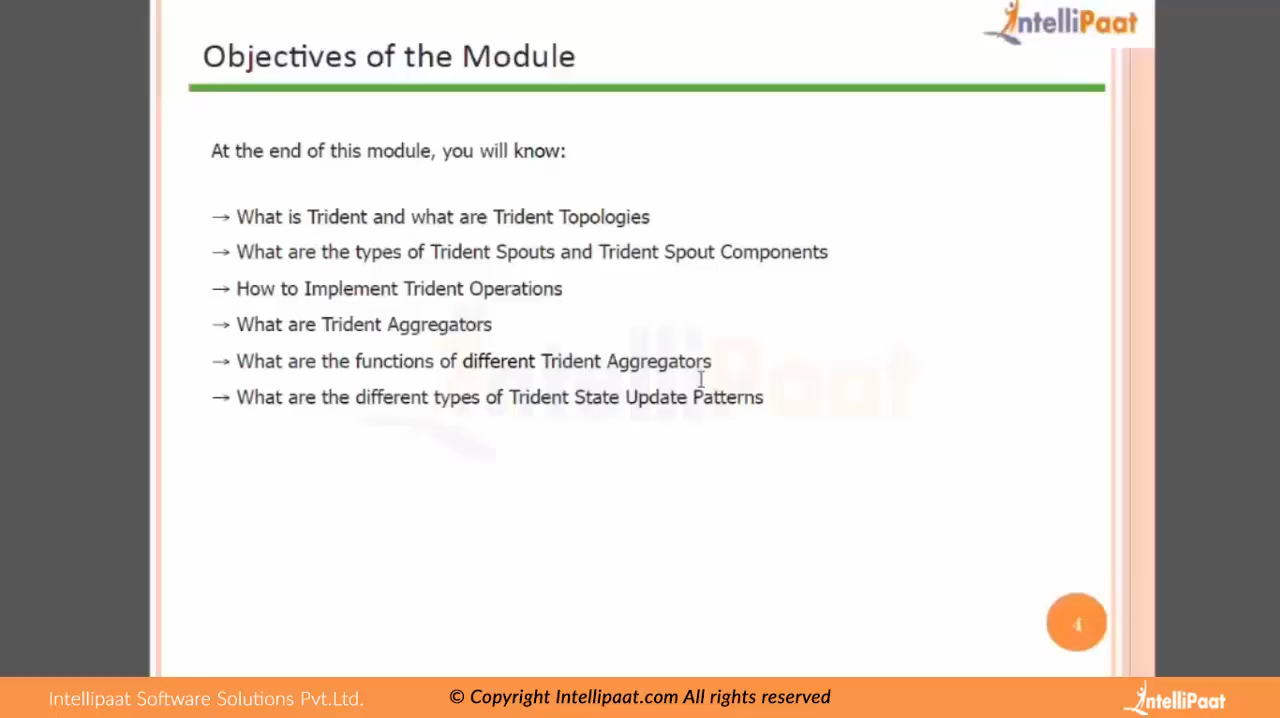 IntelliPaat
Objectives of the Module
At the end of this module, you will know:
→ What is Trident and what are Trident Topologies
→ What are the types of Trident Spouts and Trident Spout Components
→ How to Implement Trident Operations
→ What are Trident Aggregators
→ What are the functions of different Trident Aggregators
→ What are the different types of Trident State Update Patterns
IntelliPaat
4
Intellipaat Software Solutions Pvt.Ltd.
© Copyright Intellipaat.com All rights reserved
IntelliPaat